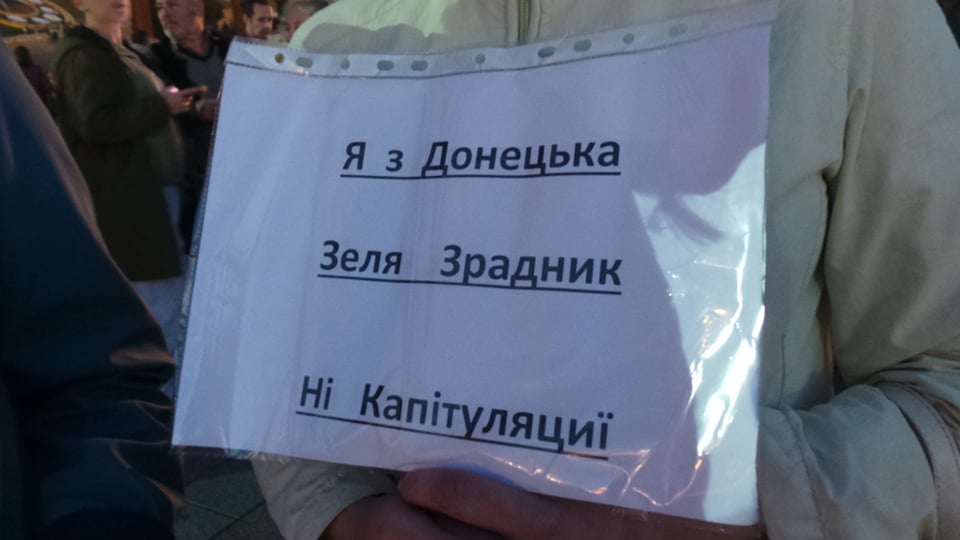 Я з Донецька
Зеля Зрадник
Ні Капітуляциї